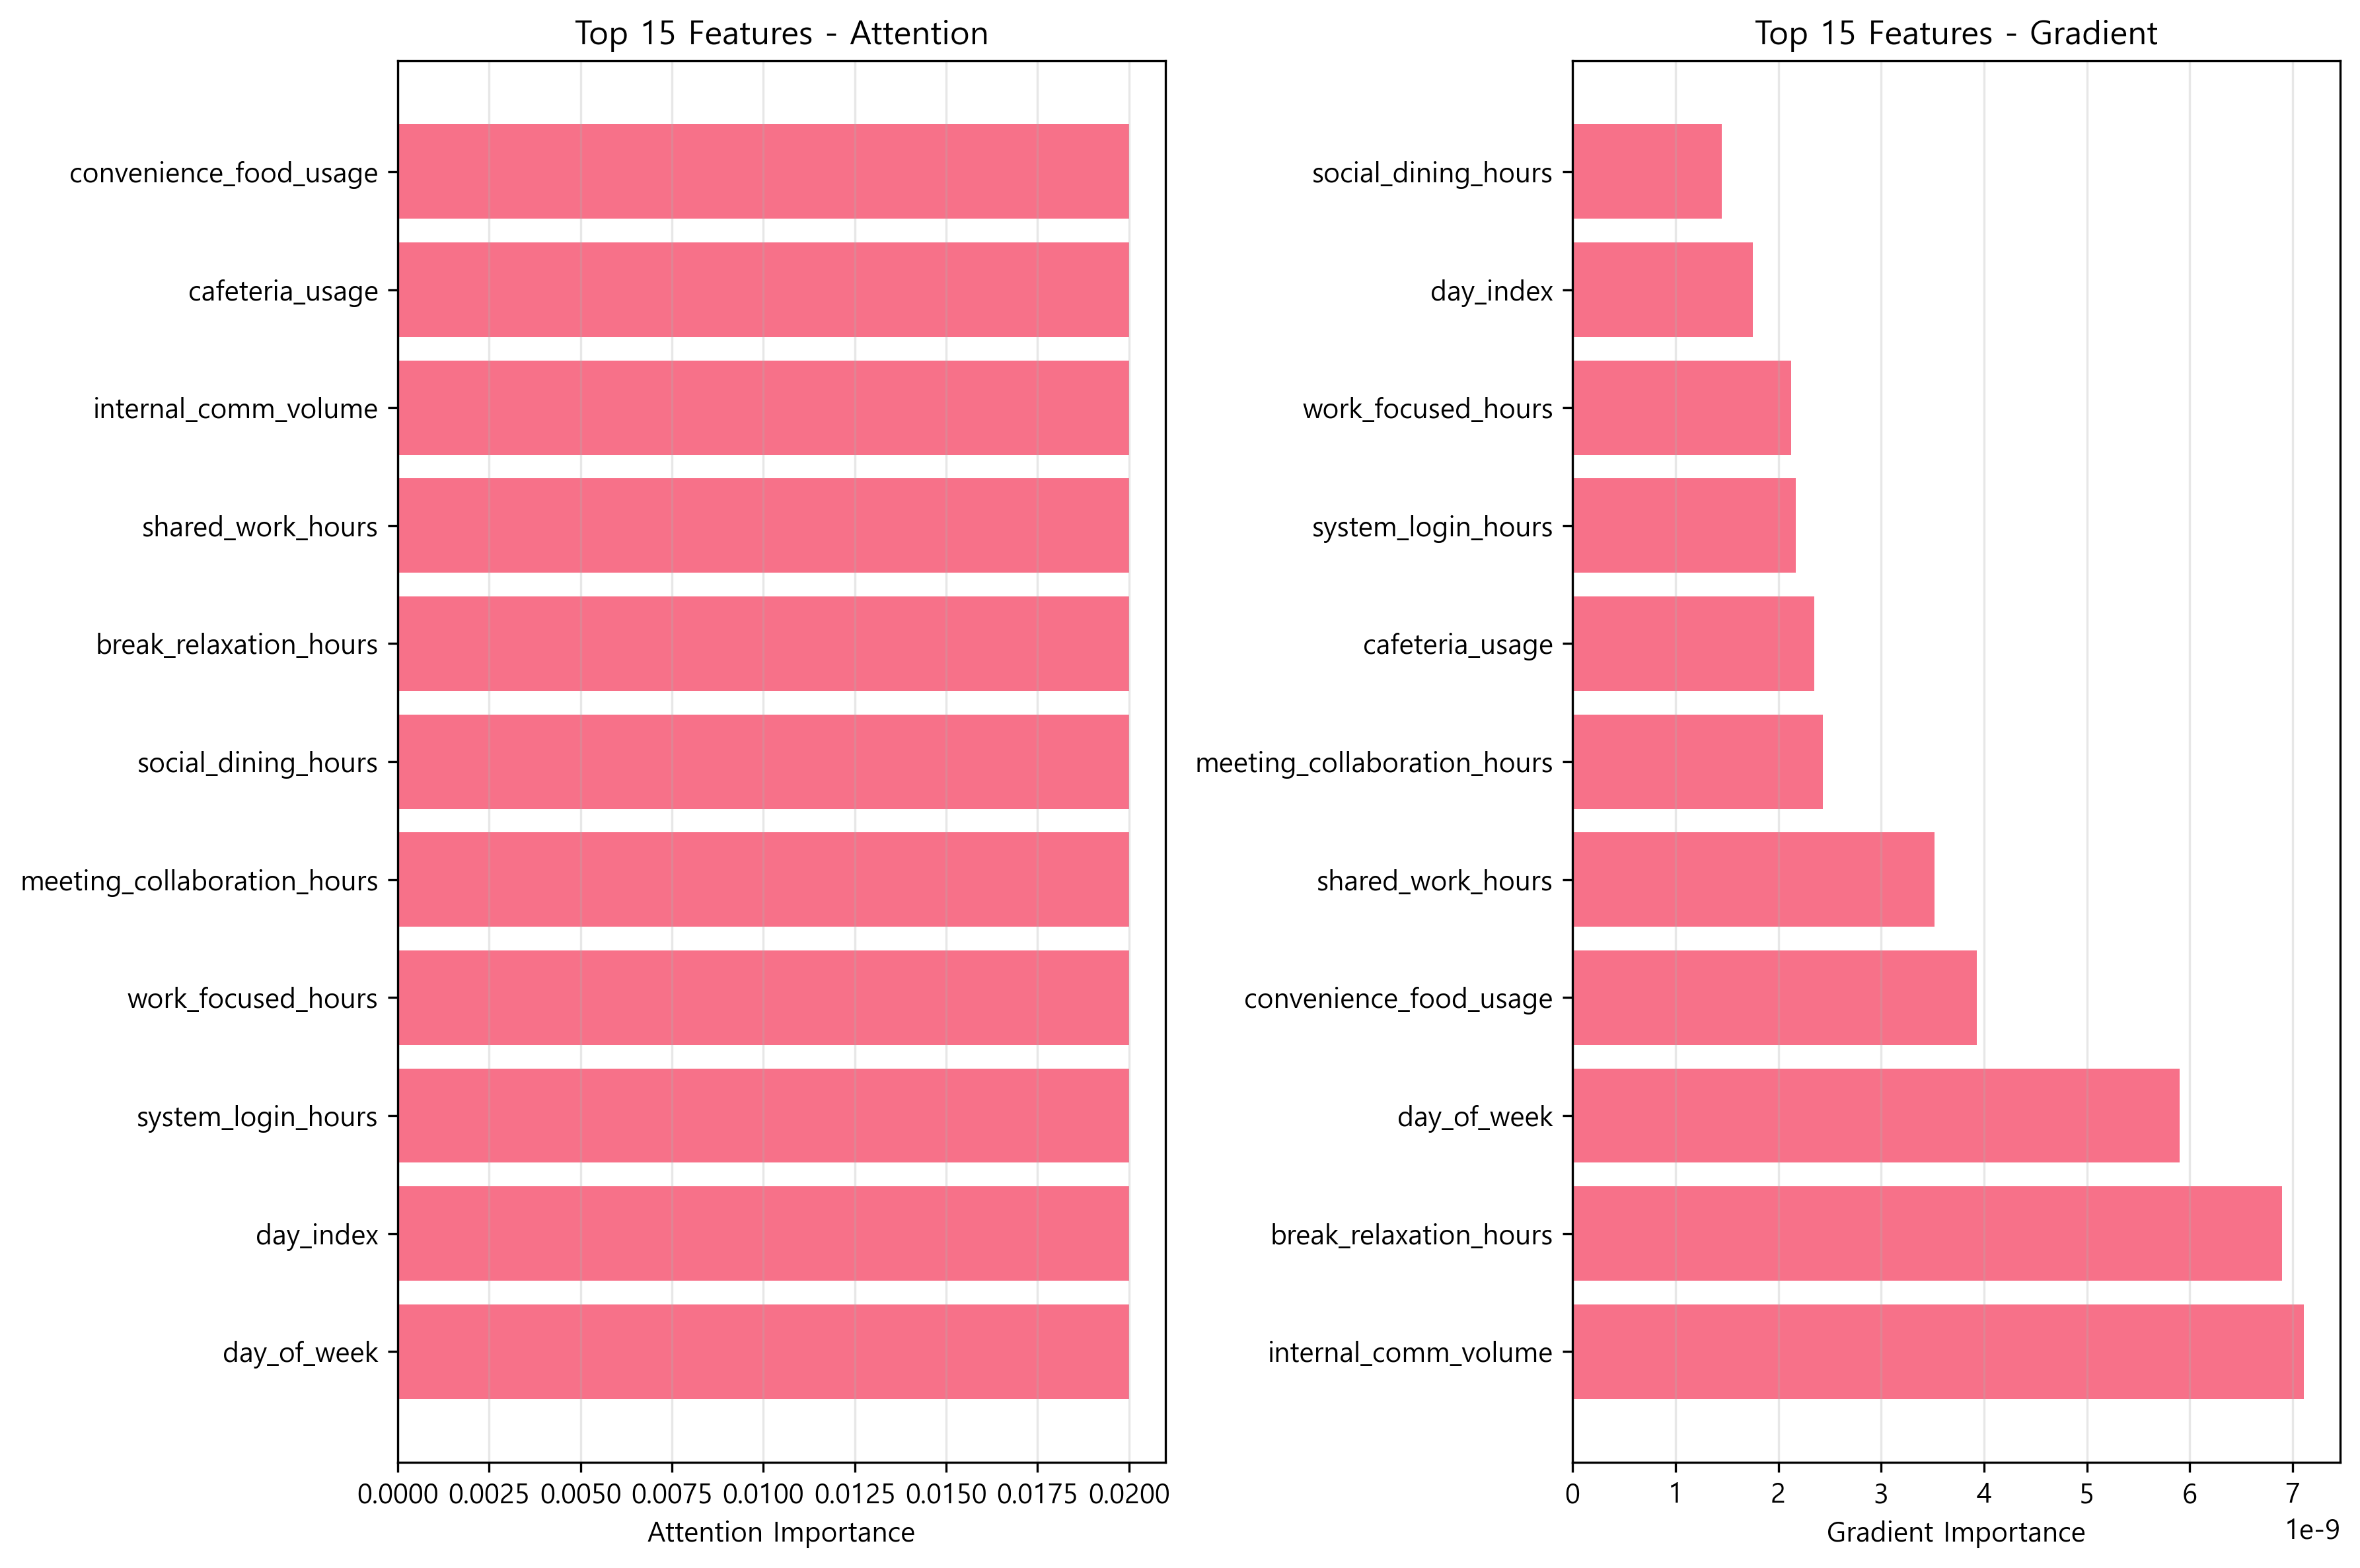 Top 15 Features - Attention
convenience_food_usage
cafeteria_usage
internal_comm_volume
shared_work_hours
break_relaxation_hours
social_dining_hours
meeting_collaboration_hours
work_focused_hours
system_login_hours
day_index
day_of_week
0.0000 0.0025 0.0050 0.0075 0.0100 0.0125 0.0150 0.0175 0.0200
Attention Importance
Top 15 Features - Gradient
social_dining_hours
day_index
work_focused_hours
system_login_hours
cafeteria_usage
meeting_collaboration_hours
shared_work_hours
convenience_food_usage
day_of_week
break_relaxation_hours
internal_comm_volume
0 1 2 3 4 5 6 7
1e-9
Gradient Importance